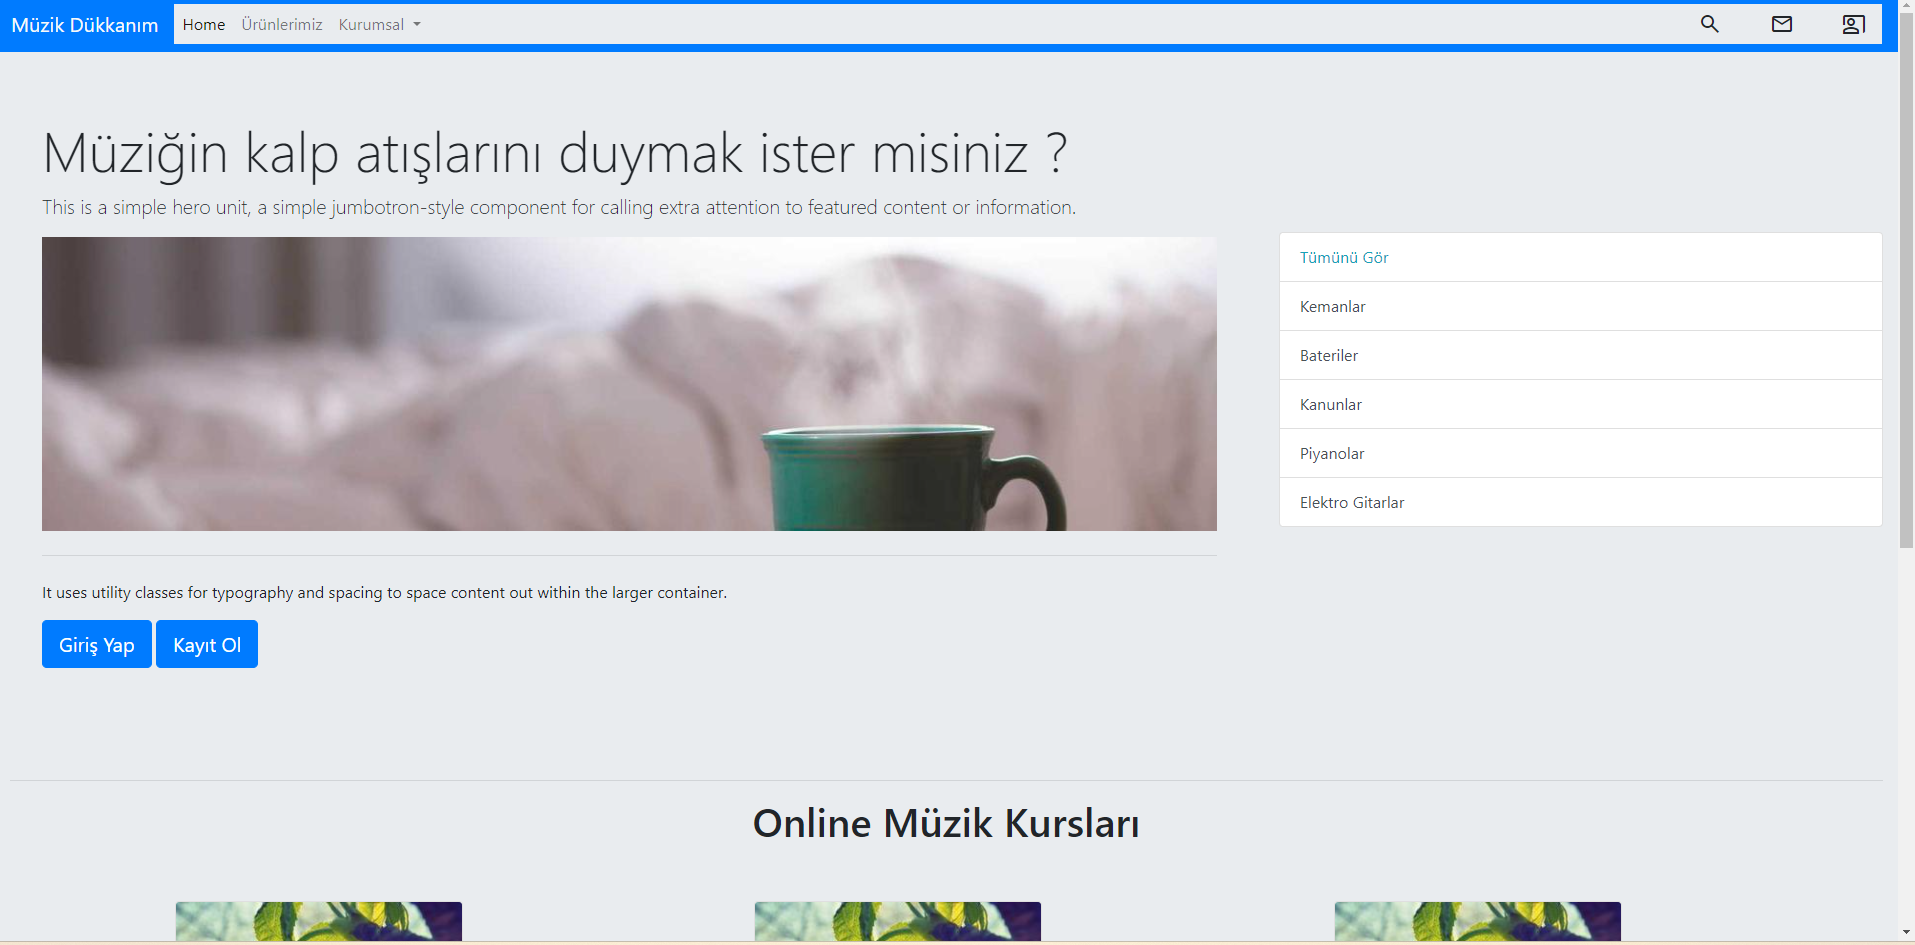 Müzik Dükkanım
Home Ürünlerimiz Kurumsal
Müziğin kalp atışlarını duymak ister misiniz ?
This is a simple hero unit, a simple jumbotron-style component for calling extra attention to featured content or information.
Tümünü Gör
Kemanlar
Bateriler
Kanunlar
Piyanolar
Elektro Gitarlar
It uses utility classes for typography and spacing to space content out within the larger container.
Giriş Yap Kayıt Ol
Online Müzik Kursları